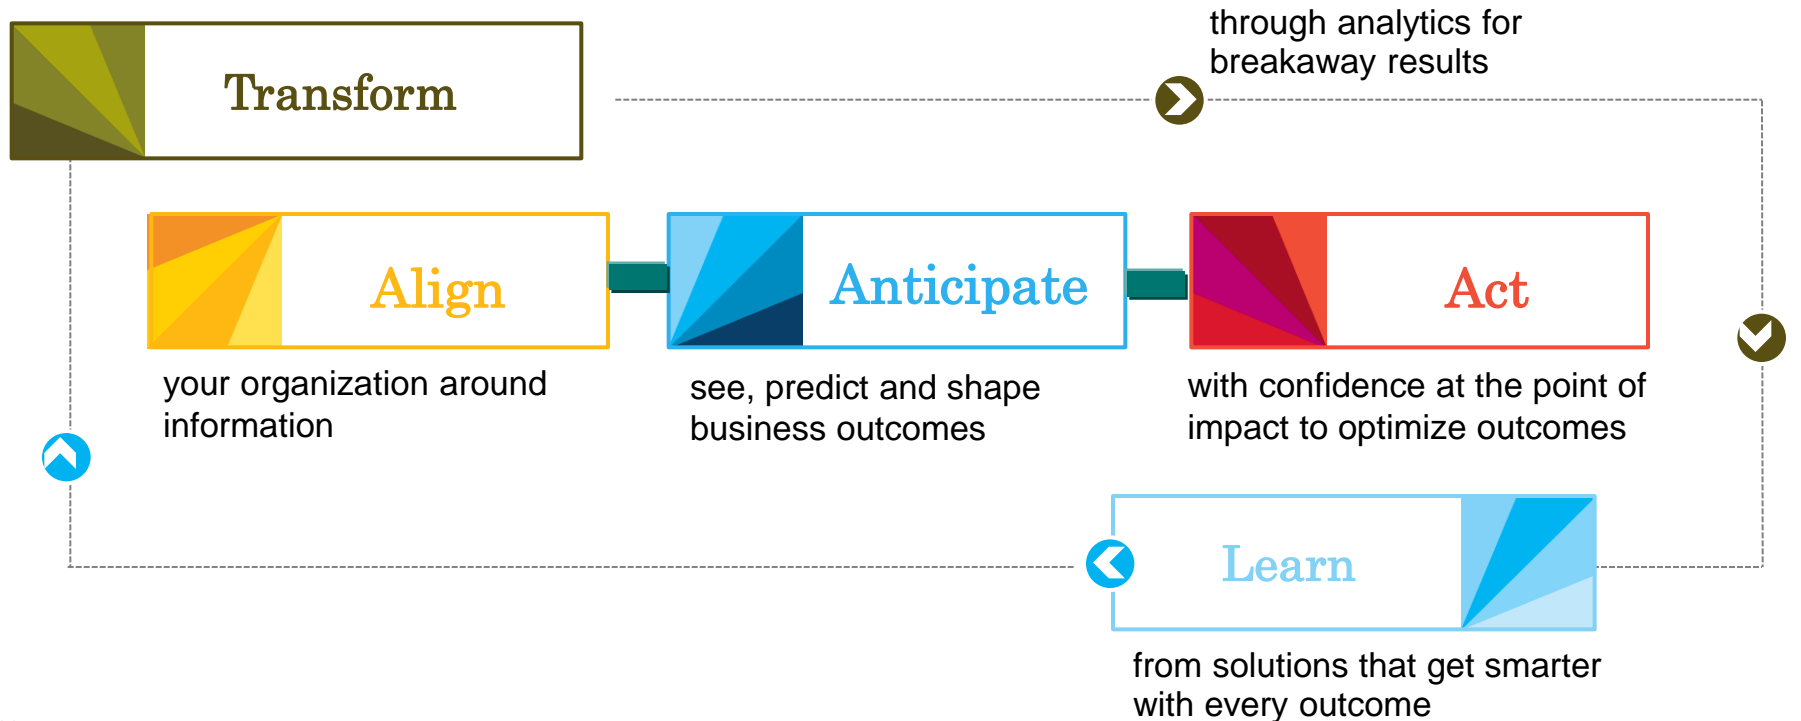 through analytics for
breakaway results
Transform
Align
Anticipate
Act
your organization around
information
see, predict and shape
business outcomes
with confidence at the point of
impact to optimize outcomes
Learn
from solutions that get smarter
with every outcome